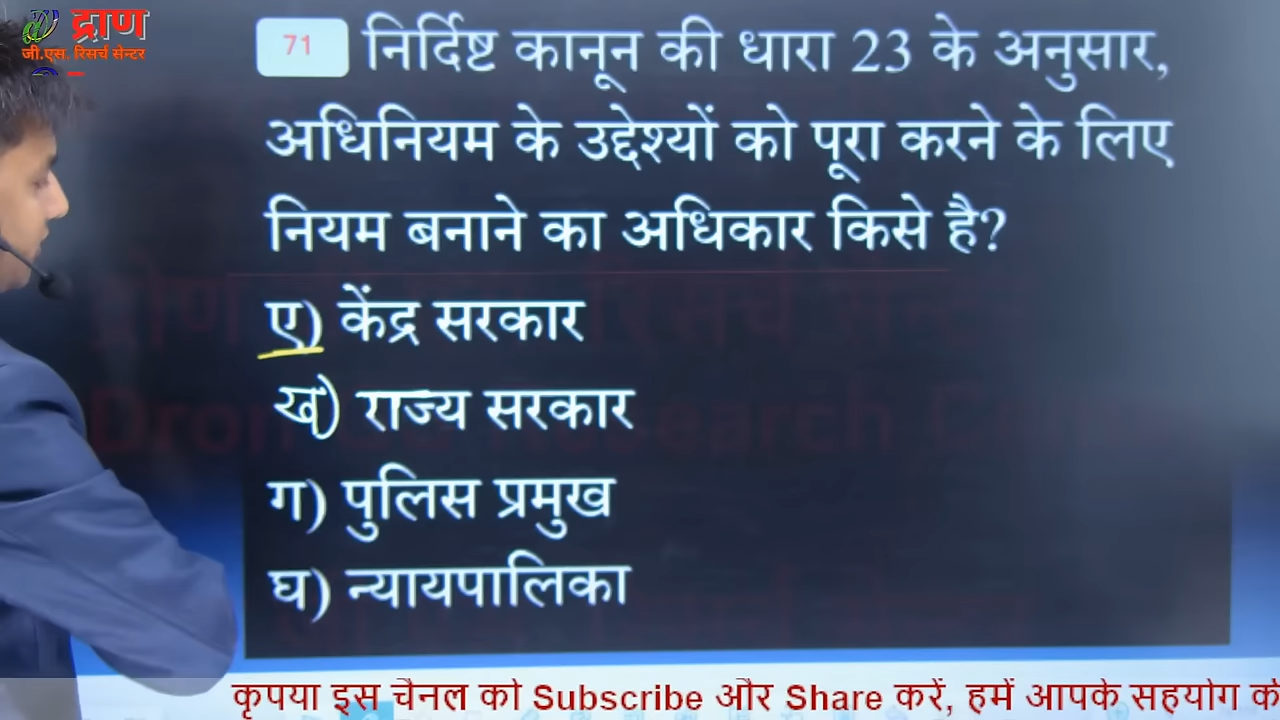 द्राण
जी.एस. रिसर्च सेन्टर
71 निर्दिष्ट कानून की धारा 23 के अनुसार,
अधिनियम के उद्देश्यों को पूरा करने के लिए
नियम बनाने का अधिकार किसे है?
ए) केंद्र सरकार
ख) राज्य सरकार
ग) पुलिस प्रमुख
घ) न्यायपालिका
कृपया इस चैनल को Subscribe और Share करें, हमें आपके सहयोग की